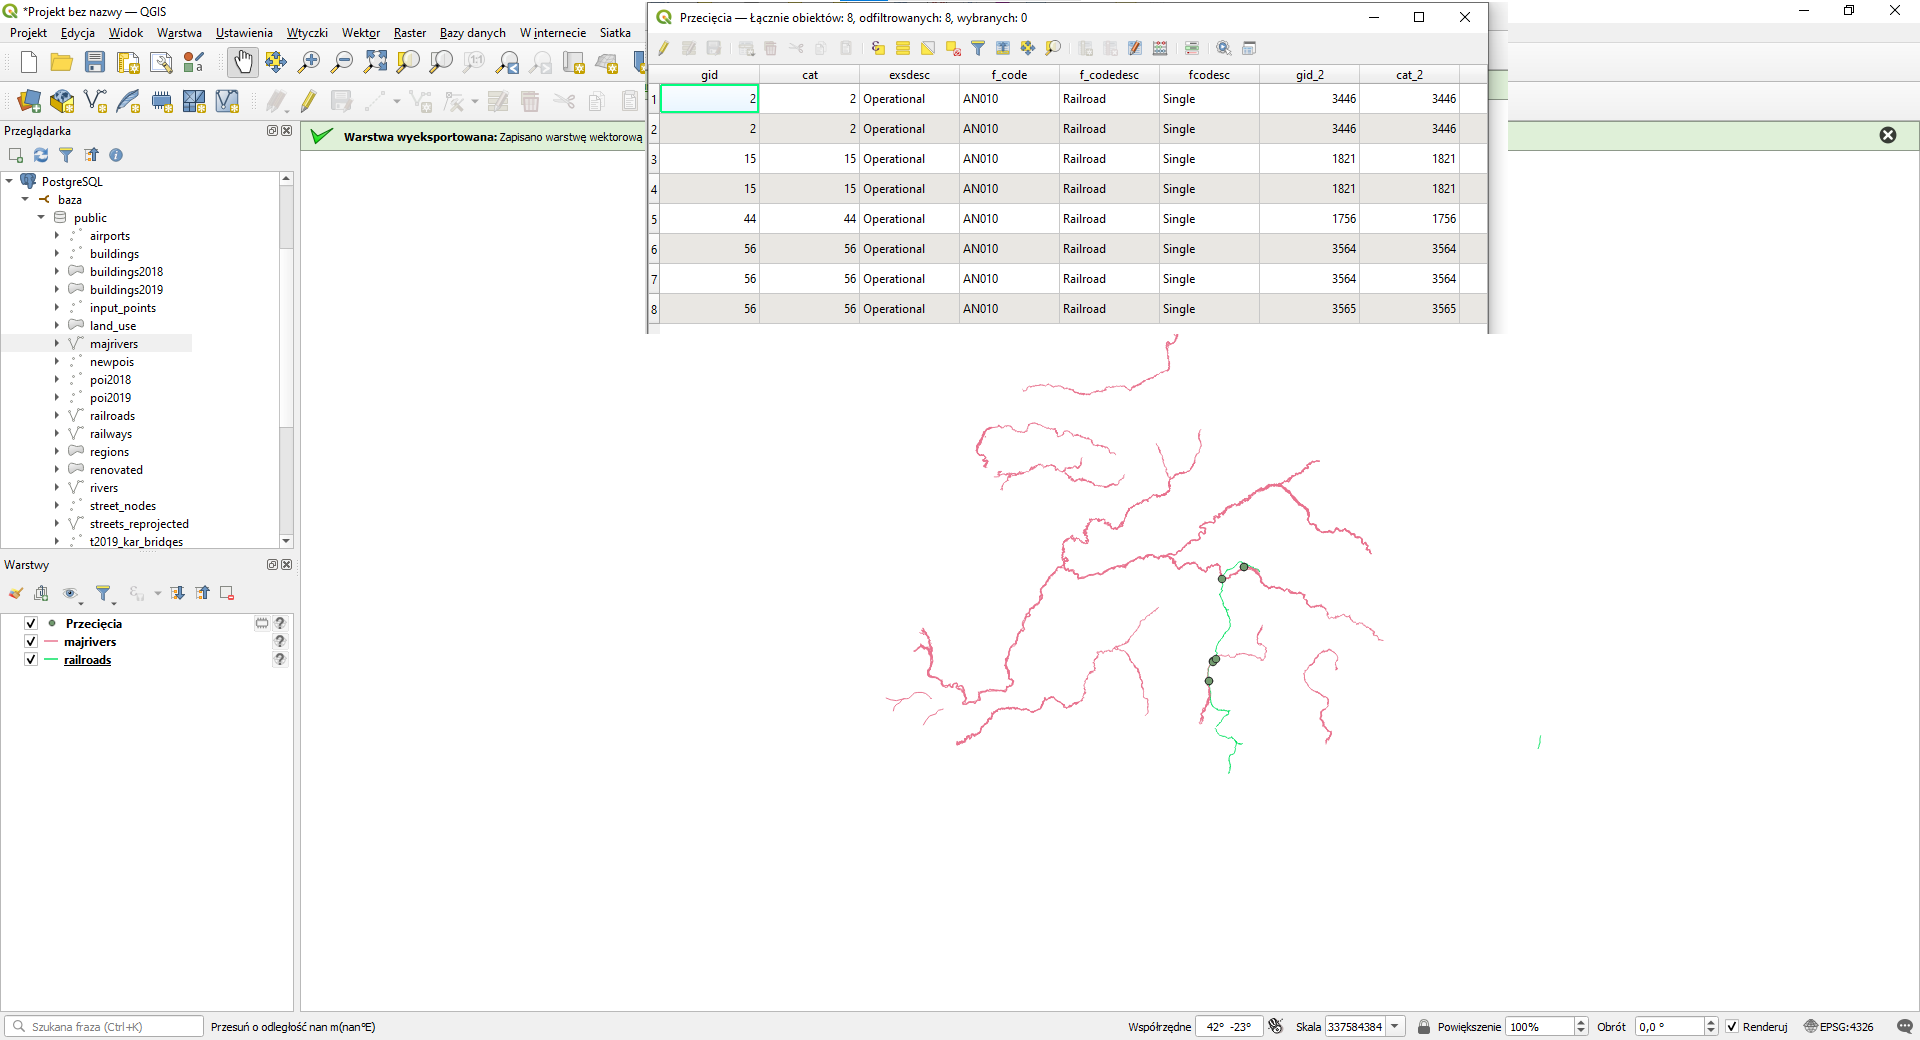 *Projekt bez nazwy — QGIS
Projekt Edycja Widok Warstwa Ustawienia Wtyczki Wektor Raster Bazy danych W internecie Siatka
Przecięcia — Łącznie obiektów: 8, odfiltrowanych: 8, wybranych: 0
gid cat exsdesc f_code f_codedesc fcodesc gid_2 cat_2
1 2 2 Operational AN010 Railroad Single 3446 3446
2 2 2 Operational AN010 Railroad Single 3446 3446
3 15 15 Operational AN010 Railroad Single 1821 1821
4 15 15 Operational AN010 Railroad Single 1821 1821
5 44 44 Operational AN010 Railroad Single 1756 1756
6 56 56 Operational AN010 Railroad Single 3564 3564
7 56 56 Operational AN010 Railroad Single 3564 3564
8 56 56 Operational AN010 Railroad Single 3565 3565
Przeglądarka
Warstwa wyeksportowana: Zapisano warstwę wektorową
PostgreSQL
baza
public
airports
buildings
buildings2018
buildings2019
input_points
land_use
majrivers
newpois
poi2018
poi2019
railroads
railways
regions
renovated
rivers
street_nodes
streets_reprojected
t2019_kar_bridges
Warstwy
Przecięcia
majrivers
railroads
Szukana fraza (Ctrl+K)
Przesuń o odległość nan m(nan°E)
Współrzędne 42° -23° Skala 337584384 Powiększenie 100% Obrót 0,0 ° Renderuj EPSG:4326